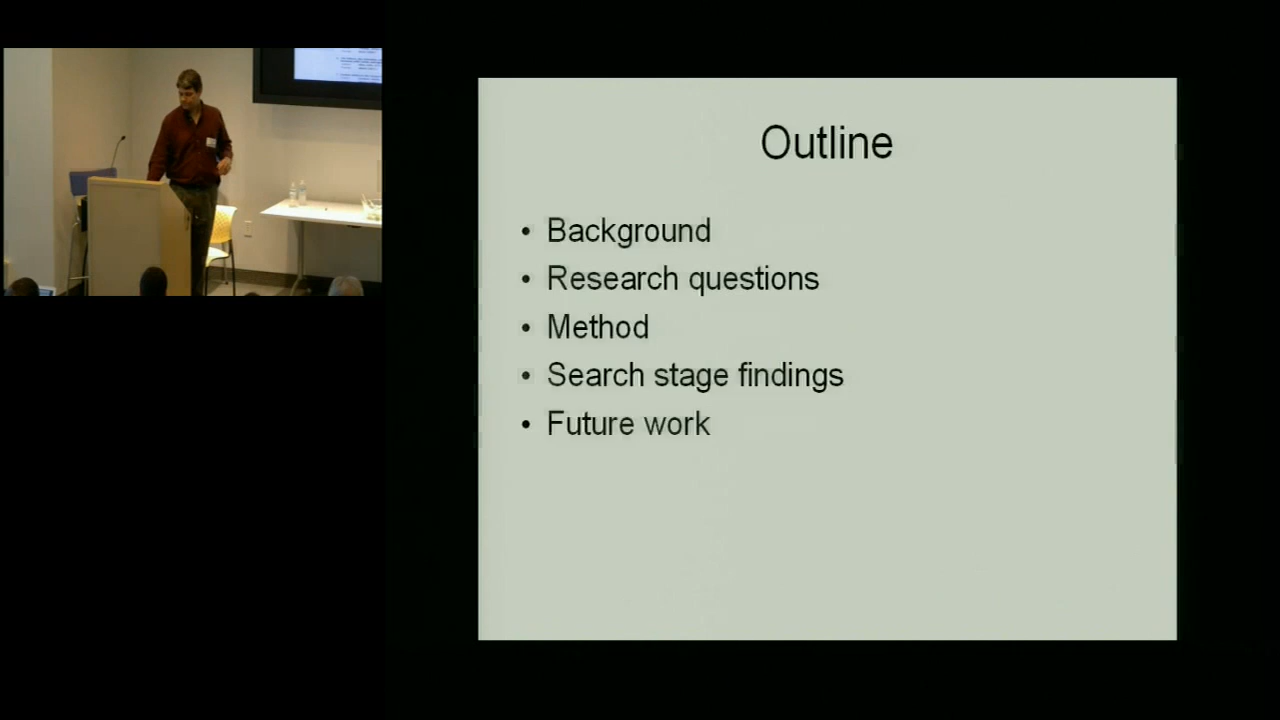 Outline
• Background
• Research questions
• Method
• Search stage findings
• Future work